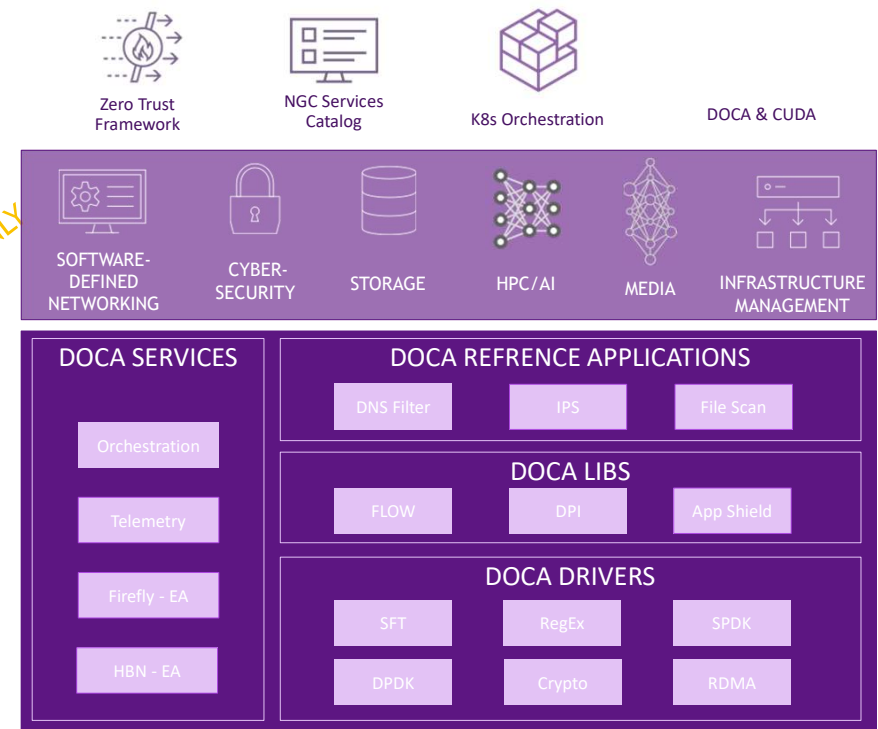 Zero Trust
Framework
NGC Services
Catalog
K8s Orchestration
DOCA & CUDA
SOFTWARE-
DEFINED
NETWORKING
CYBER-
SECURITY
STORAGE
HPC/AI
MEDIA
INFRASTRUCTURE
MANAGEMENT
DOCA SERVICES
Orchestration
Telemetry
Firefly - EA
HBN - EA
DOCA REFRENCE APPLICATIONS
DNS Filter
IPS
File Scan
DOCA LIBS
FLOW
DPI
App Shield
DOCA DRIVERS
SFT
RegEx
SPDK
DPDK
Crypto
RDMA